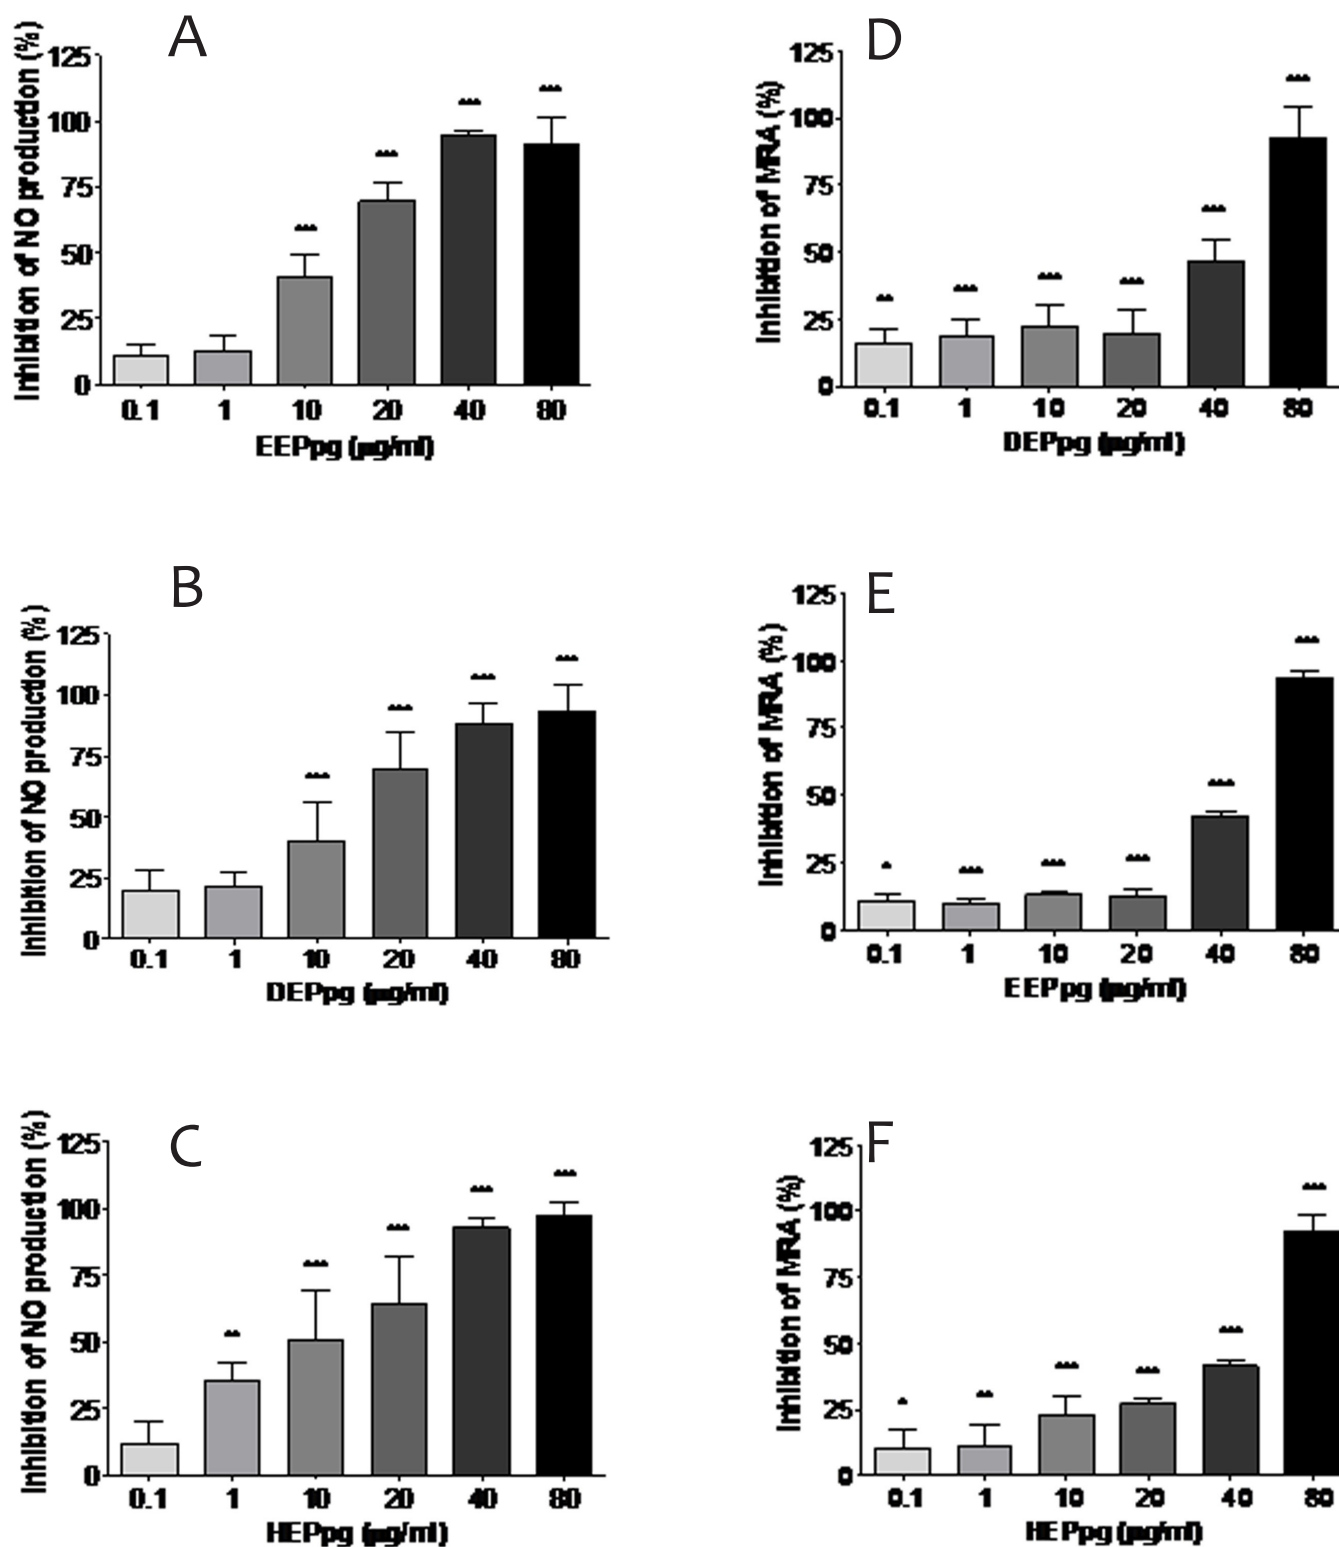 A
Inhibition of NO production (%)
125
100
75
50
25
0
*** *** *** ***
0.1 1 10 20 40 80
EEPpg (µg/ml)
D
Inhibition of MRA (%)
125
100
75
50
25
0
** *** *** *** *** ***
0.1 1 10 20 40 80
DEPpg (µg/ml)
B
Inhibition of NO production (%)
125
100
75
50
25
0
*** *** *** ***
0.1 1 10 20 40 80
DEPpg (µg/ml)
E
Inhibition of MRA (%)
125
100
75
50
25
0
* *** *** *** *** ***
0.1 1 10 20 40 80
EEPpg (µg/ml)
C
Inhibition of NO production (%)
125
100
75
50
25
0
** *** *** *** ***
0.1 1 10 20 40 80
HEPpg (µg/ml)
F
Inhibition of MRA (%)
125
100
75
50
25
0
* ** *** *** *** ***
0.1 1 10 20 40 80
HEPpg (µg/ml)